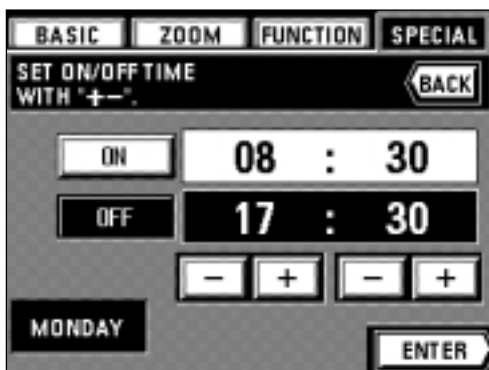 BASIC ZOOM FUNCTION SPECIAL
SET ON/OFF TIME
WITH "+−".
BACK
ON 08 : 30
OFF 17 : 30
− + − +
MONDAY
ENTER